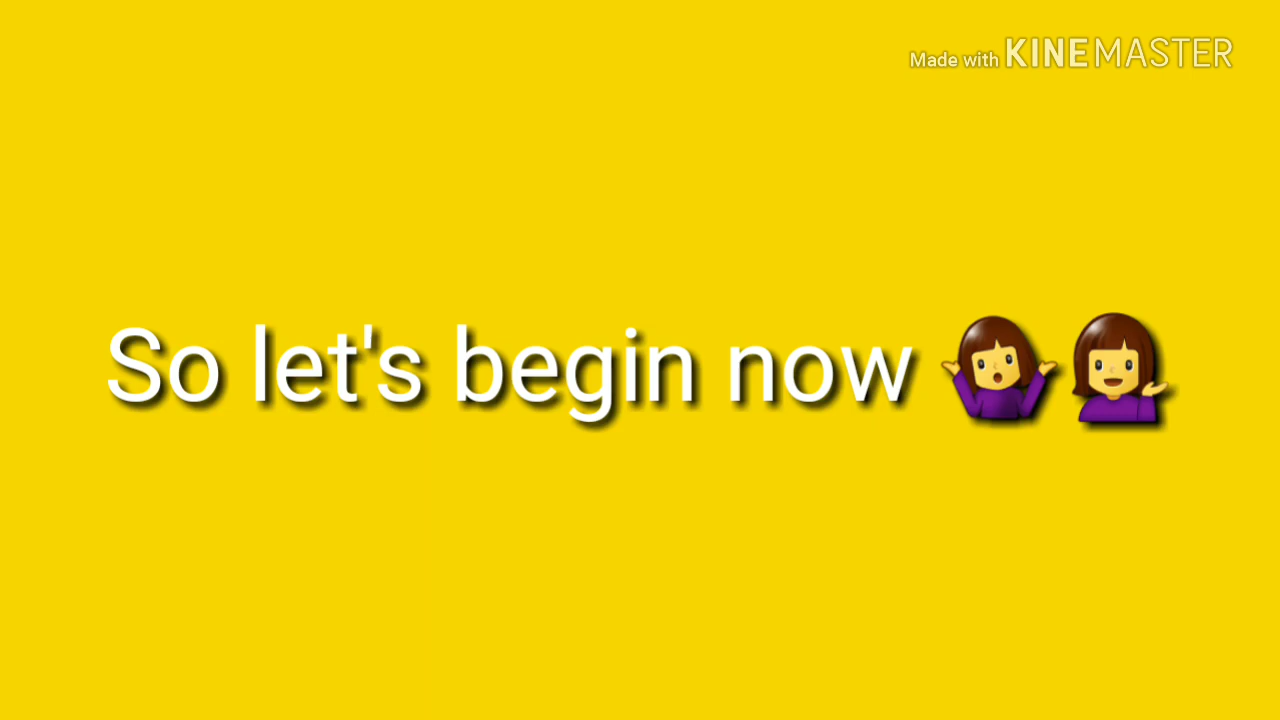 Made with KINEMASTER
So let's begin now 🤷‍♀️💁‍♀️